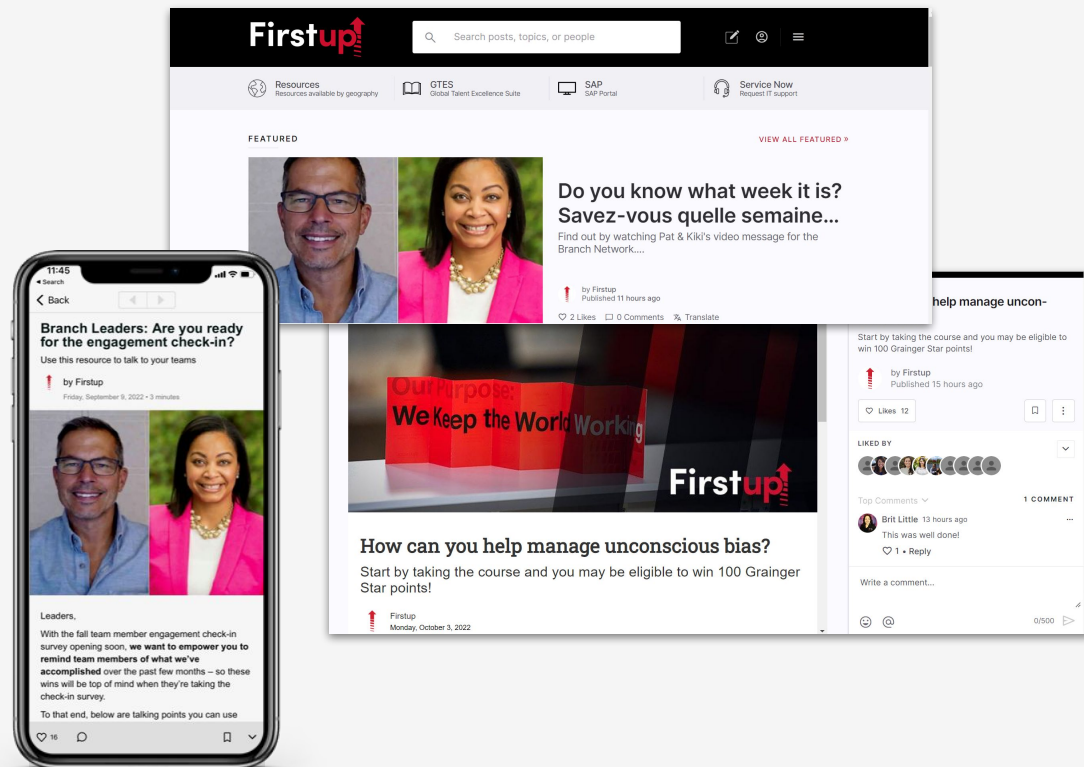 Firstup
Search posts, topics, or people
Resources
Resources available by geography
GTES
Global Talent Excellence Suite
SAP
SAP Portal
Service Now
Request IT support
FEATURED
VIEW ALL FEATURED »
Do you know what week it is?
Savez-vous quelle semaine...
Find out by watching Pat & Kiki's video message for the
Branch Network....
by Firstup
Published 11 hours ago
2 Likes
0 Comments
Translate
11:45
Search
Back
Branch Leaders: Are you ready
for the engagement check-in?
Use this resource to talk to your teams
by Firstup
Friday, September 9, 2022 • 3 minutes
Leaders,
With the fall team member engagement check-in
survey opening soon, we want to empower you to
remind team members of what we've
accomplished over the past few months – so these
wins will be top of mind when they're taking the
check-in survey.
To that end, below are talking points you can use
16
Our Purpose:
We Keep the World Working
Firstup
How can you help manage unconscious bias?
Start by taking the course and you may be eligible to win 100 Grainger
Star points!
Firstup
Monday, October 3, 2022
help manage uncon-
Start by taking the course and you may be eligible to
win 100 Grainger Star points!
by Firstup
Published 15 hours ago
Likes 12
LIKED BY
Top Comments
1 COMMENT
Brit Little 13 hours ago
This was well done!
1 • Reply
Write a comment...
0/500